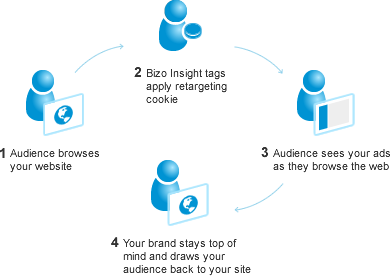 1 Audience browses
your website
2 Bizo Insight tags
apply retargeting
cookie
3 Audience sees your ads
as they browse the web
4 Your brand stays top of
mind and draws your
audience back to your site